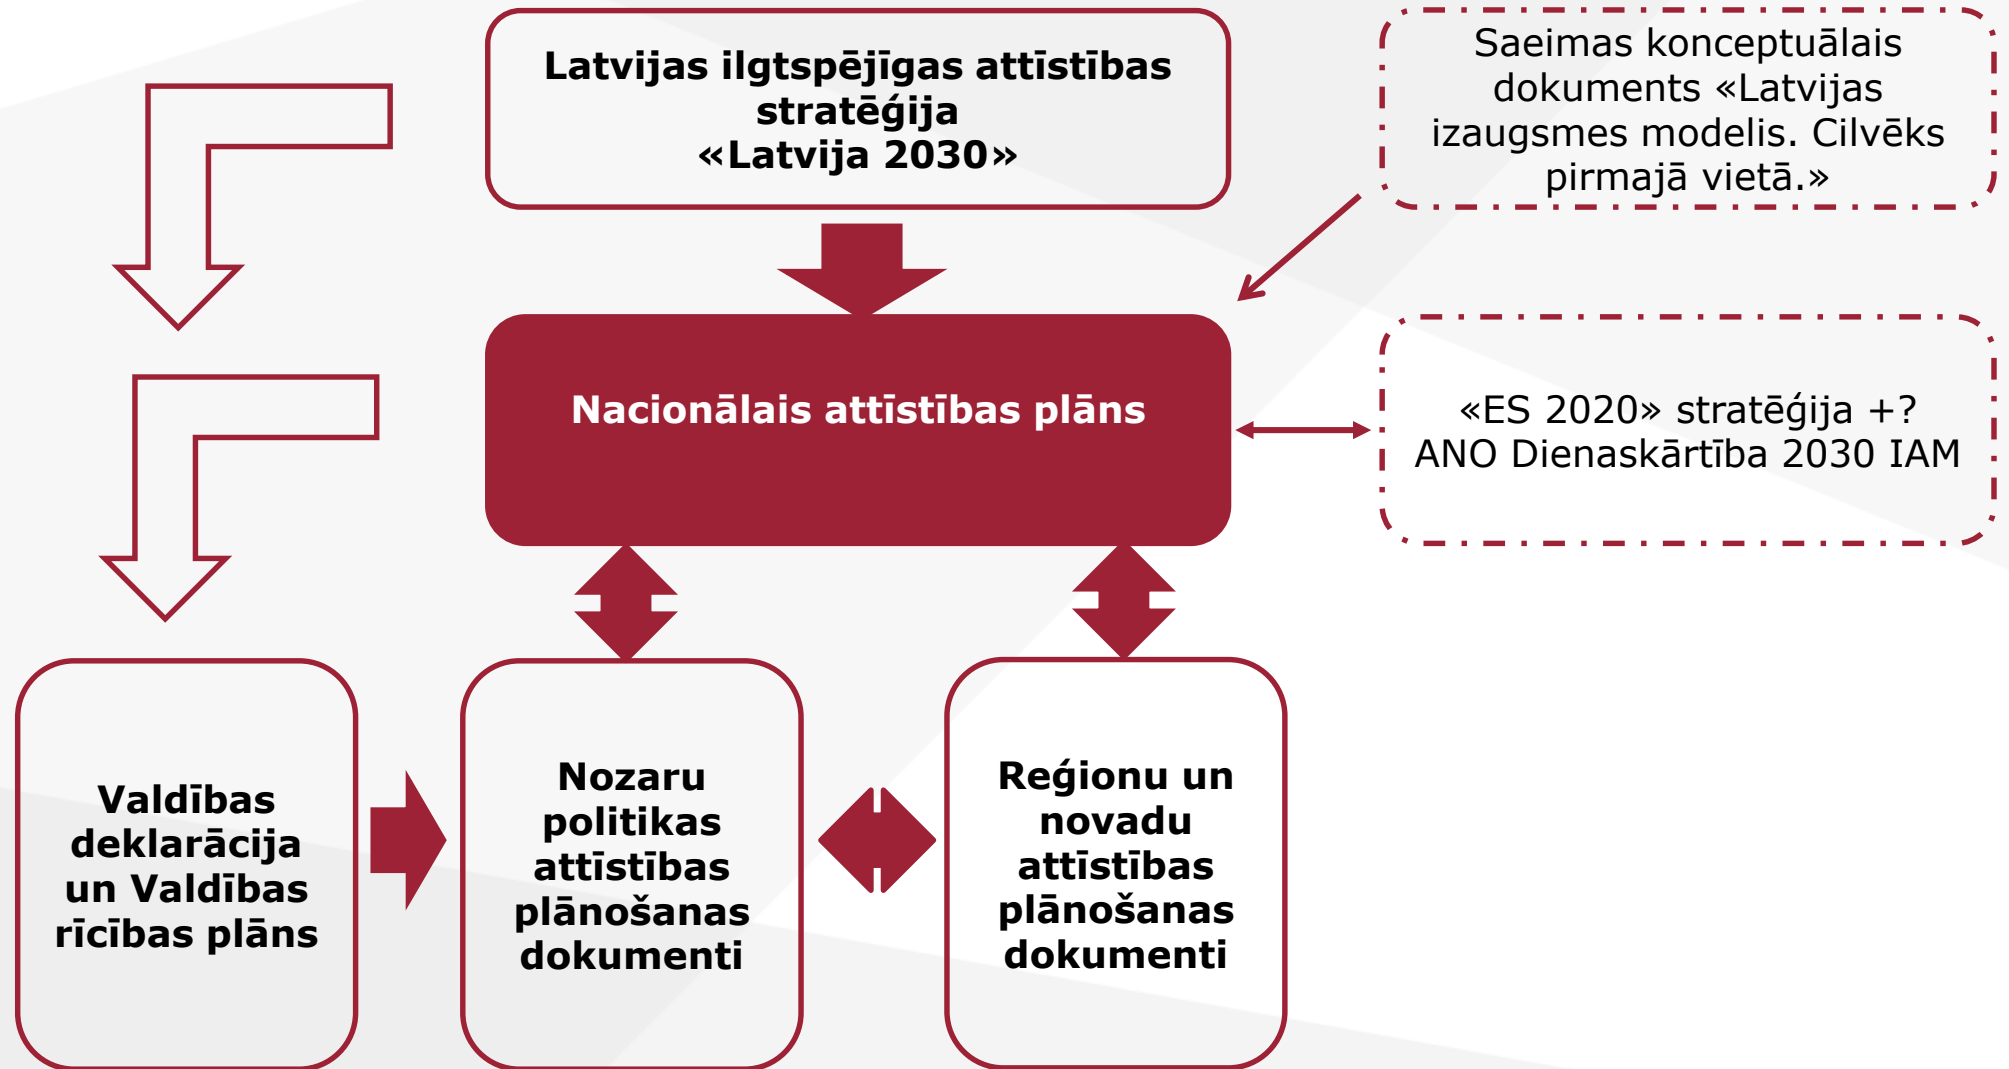 Latvijas ilgtspējīgas attīstības
stratēģija
«Latvija 2030»
Saeimas konceptuālais
dokuments «Latvijas
izaugsmes modelis. Cilvēks
pirmajā vietā.»
Nacionālais attīstības plāns
«ES 2020» stratēģija +?
ANO Dienaskārtība 2030 IAM
Valdības
deklarācija
un Valdības
rīcības plāns
Nozaru
politikas
attīstības
plānošanas
dokumenti
Reģionu un
novadu
attīstības
plānošanas
dokumenti